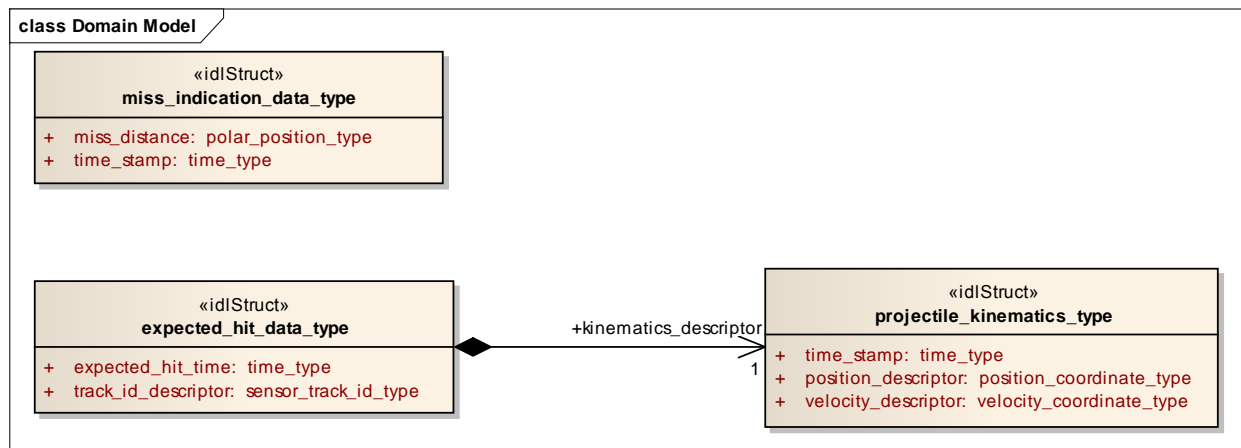 class Domain Model
«idlStruct»
miss_indication_data_type
+ miss_distance: polar_position_type
+ time_stamp: time_type
«idlStruct»
expected_hit_data_type
+ expected_hit_time: time_type
+ track_id_descriptor: sensor_track_id_type
+kinematics_descriptor
1
«idlStruct»
projectile_kinematics_type
+ time_stamp: time_type
+ position_descriptor: position_coordinate_type
+ velocity_descriptor: velocity_coordinate_type